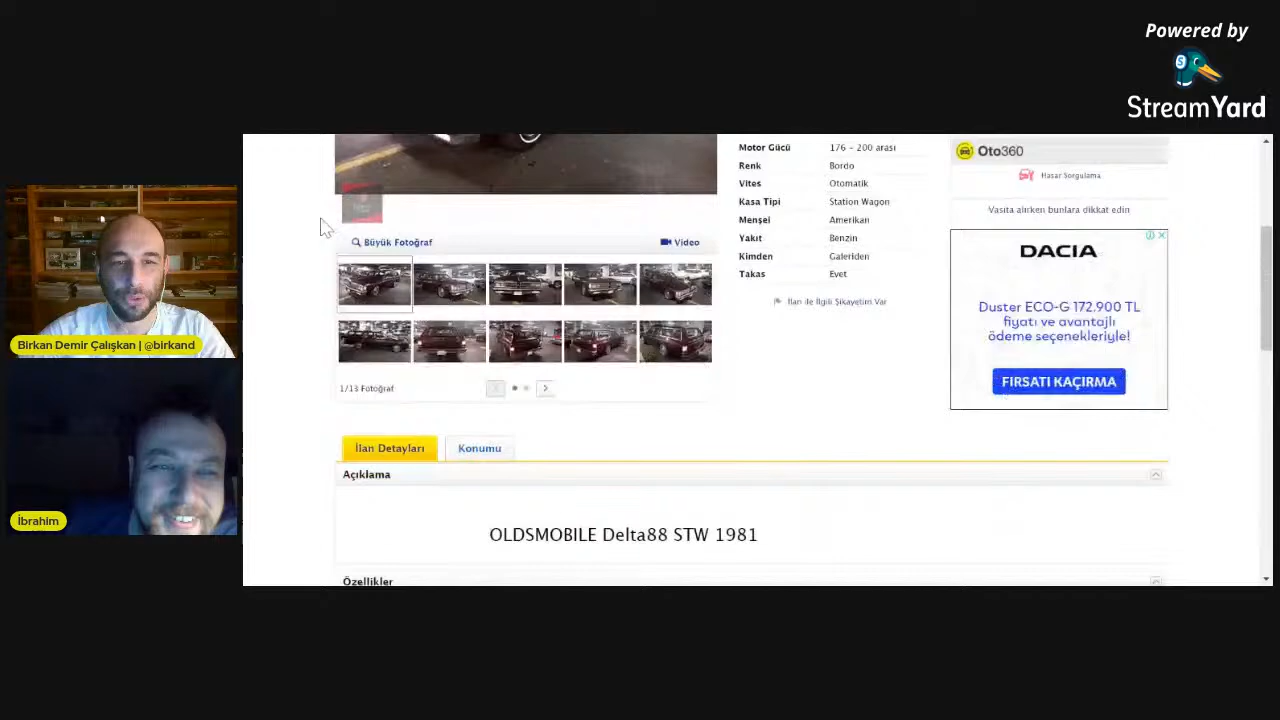 Powered by
StreamYard
Motor Gücü 176 - 200 arası
Renk Bordo
Vites Otomatik
Kasa Tipi Station Wagon
Menşei Amerikan
Yakıt Benzin
Kimden Galeriden
Takas Evet
İlan ile İlgili Şikayetim Var
Oto360
Hasar Sorgulama
Vasıta alırken bunlara dikkat edin
DACIA
Duster ECO-G 172.900 TL
fiyatı ve avantajlı
ödeme seçenekleriyle!
FIRSATI KAÇIRMA
Büyük Fotoğraf Video
1/13 Fotoğraf
Birkan Demir Çalışkan | @birkand
İbrahim
İlan Detayları Konumu
Açıklama
OLDSMOBILE Delta88 STW 1981
Özellikler